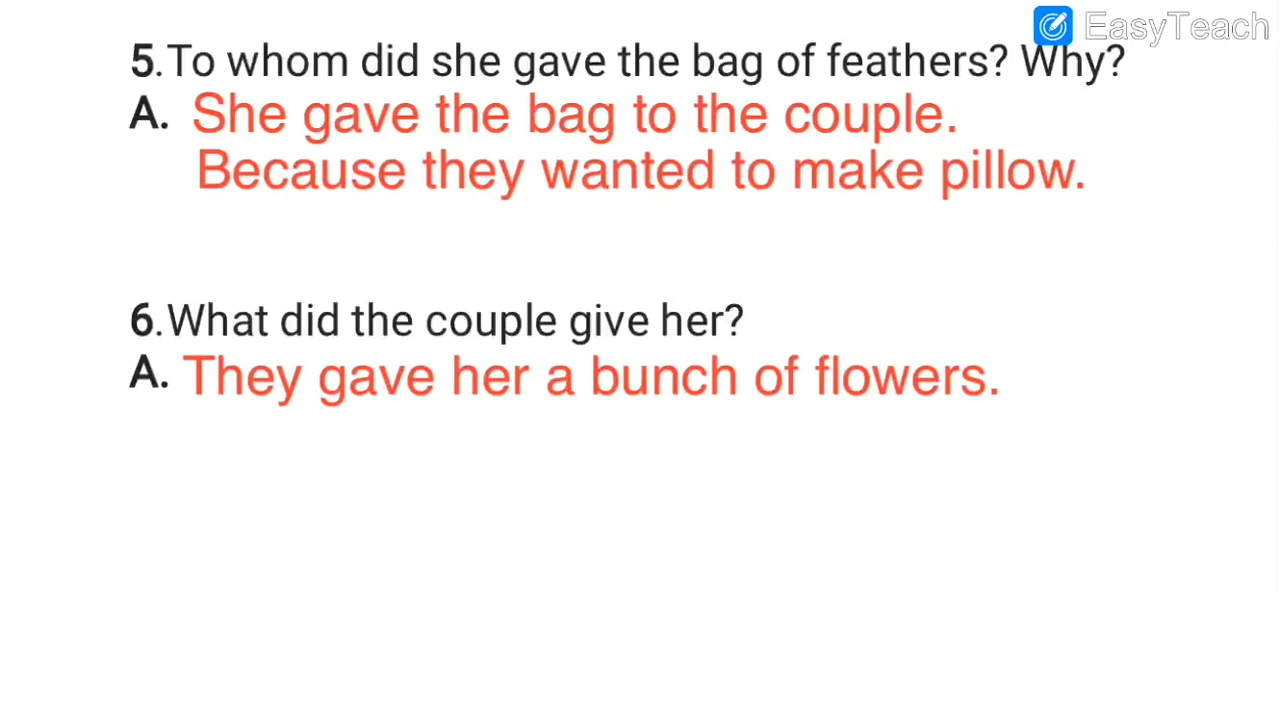 EasyTeach
5.To whom did she gave the bag of feathers? Why?
A. She gave the bag to the couple.
Because they wanted to make pillow.
6.What did the couple give her?
A. They gave her a bunch of flowers.